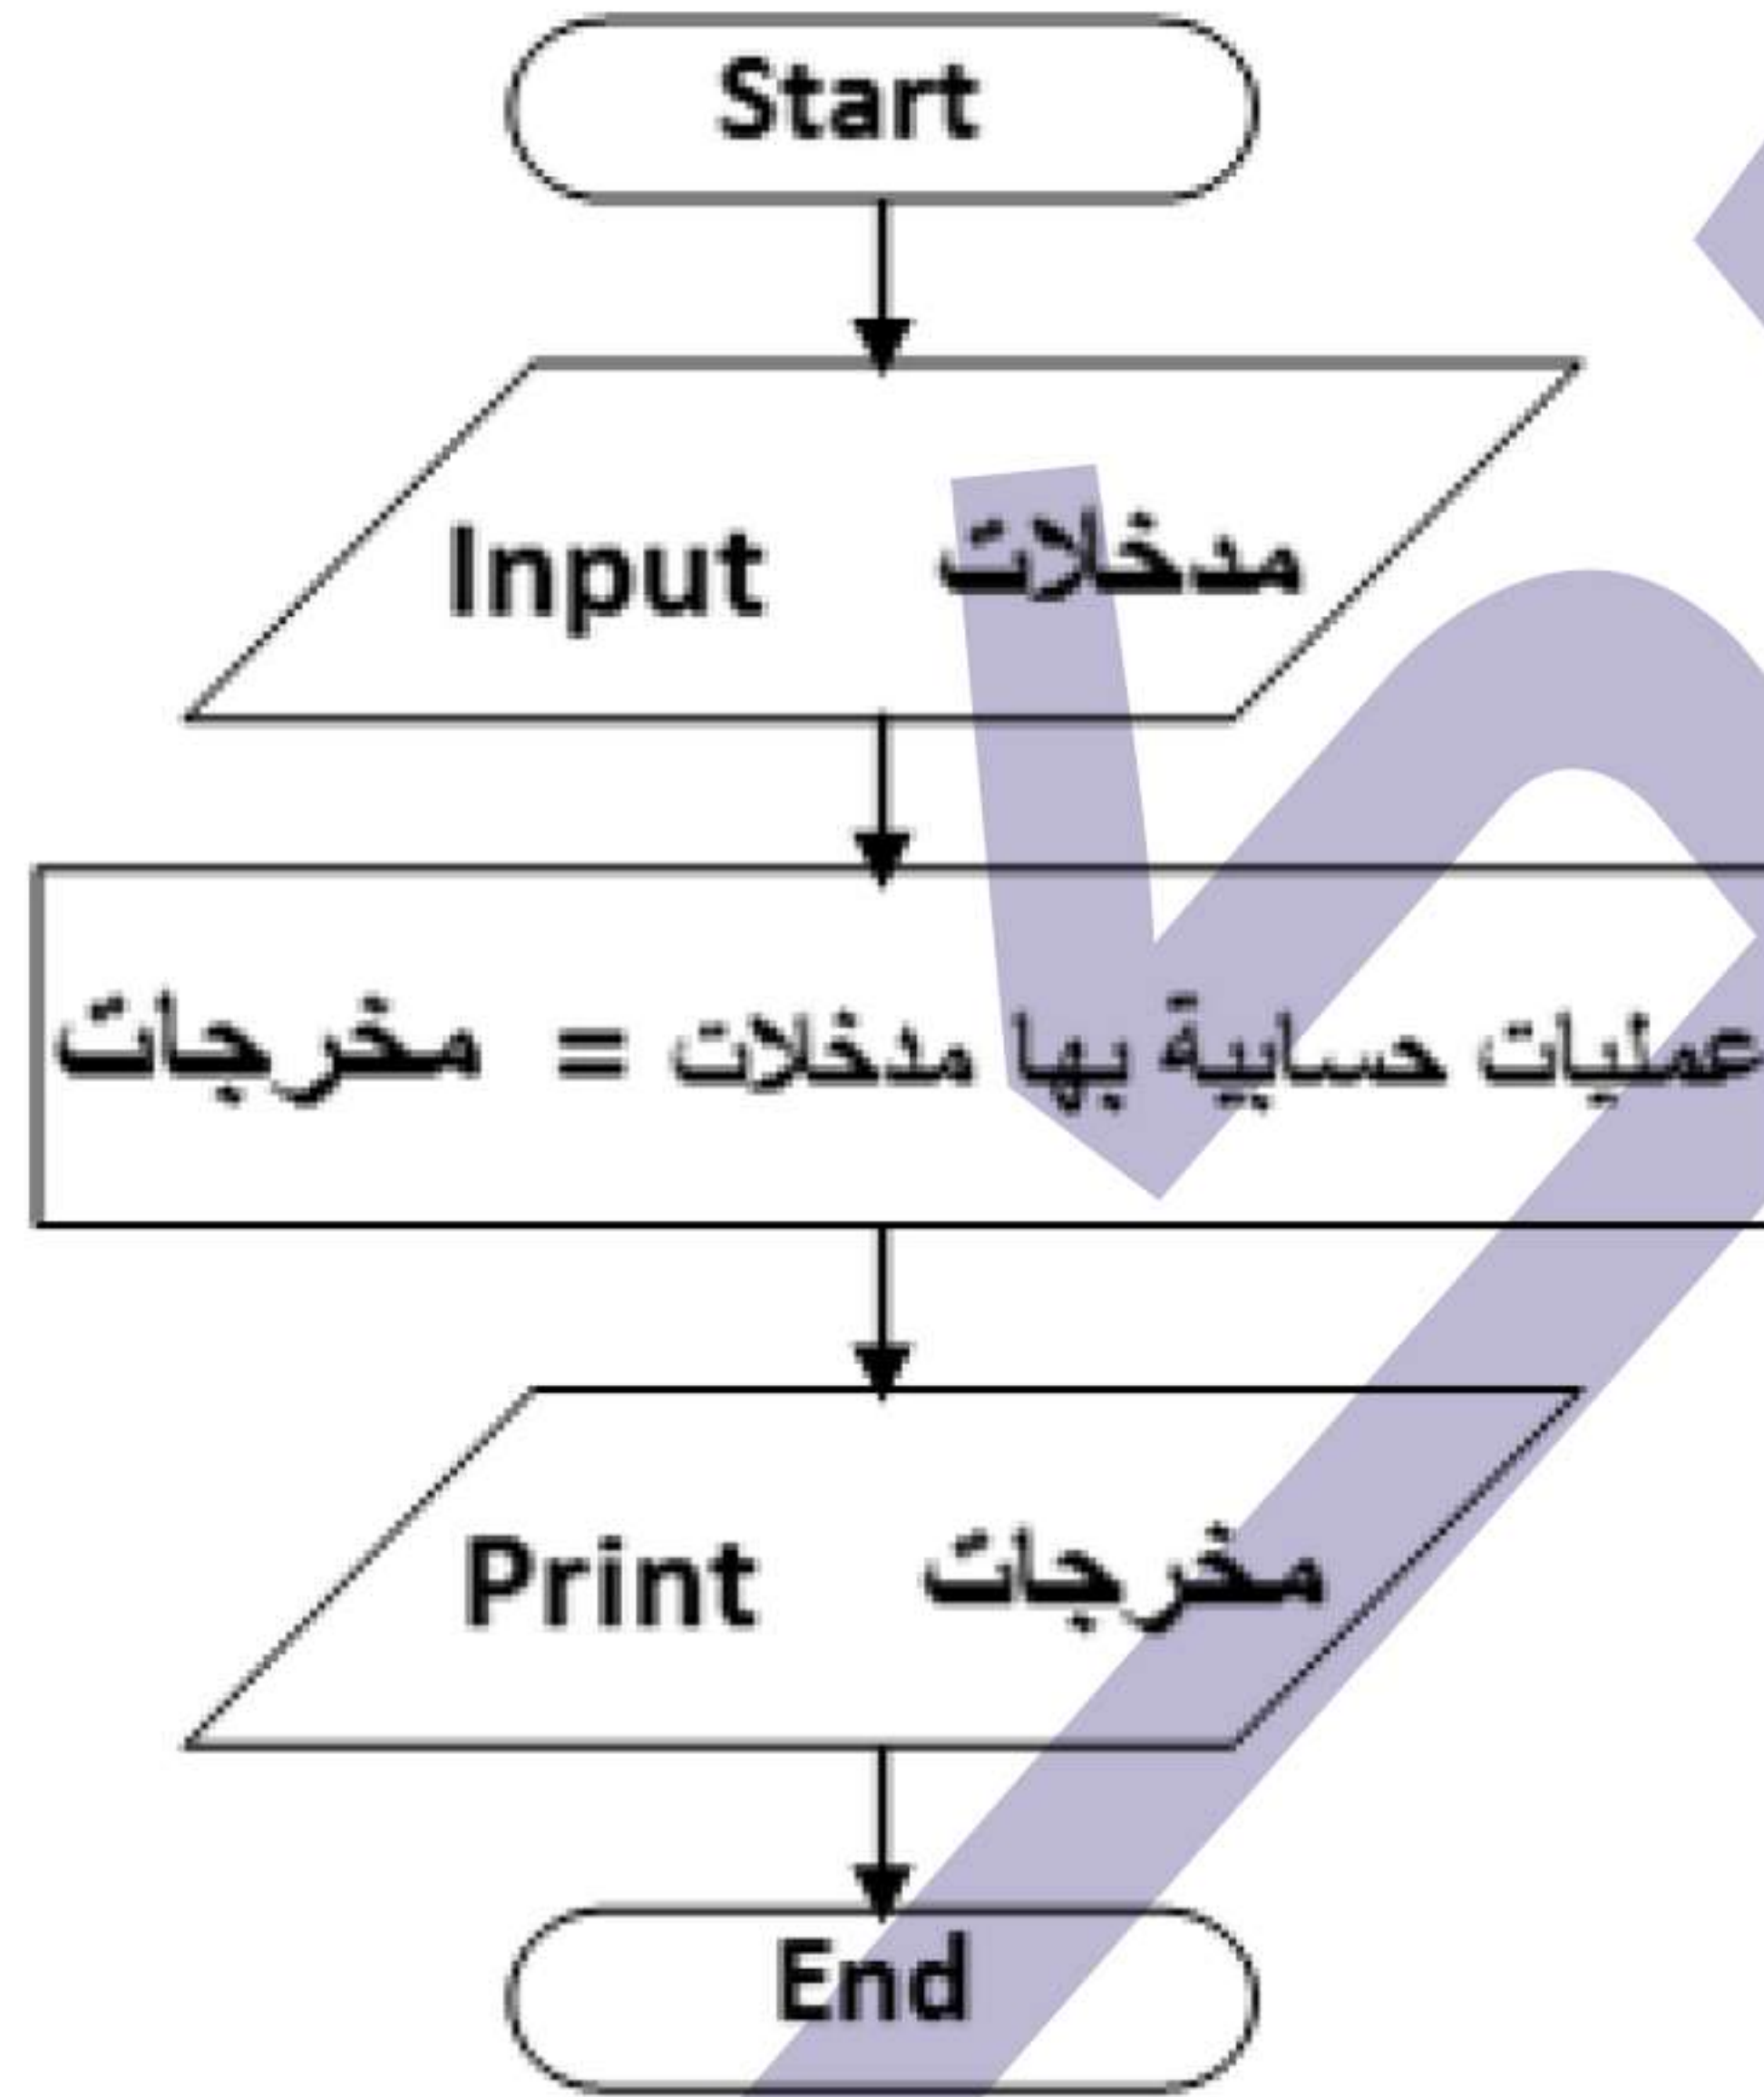 Start
Input مدخلات
مخرجات = عمليات حسابية بها مدخلات
Print مخرجات
End